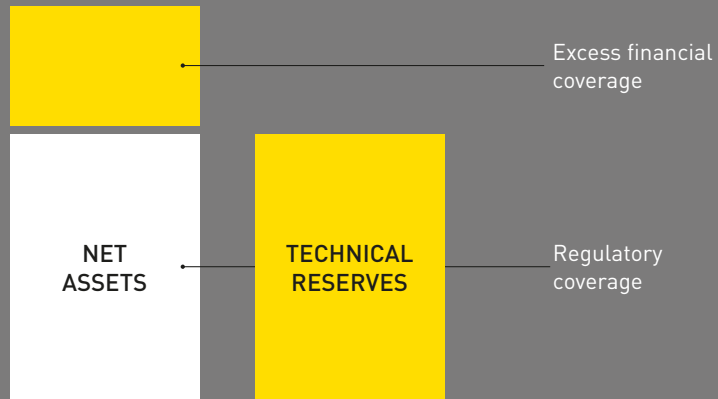 Excess financial
coverage
NET
ASSETS
TECHNICAL
RESERVES
Regulatory
coverage